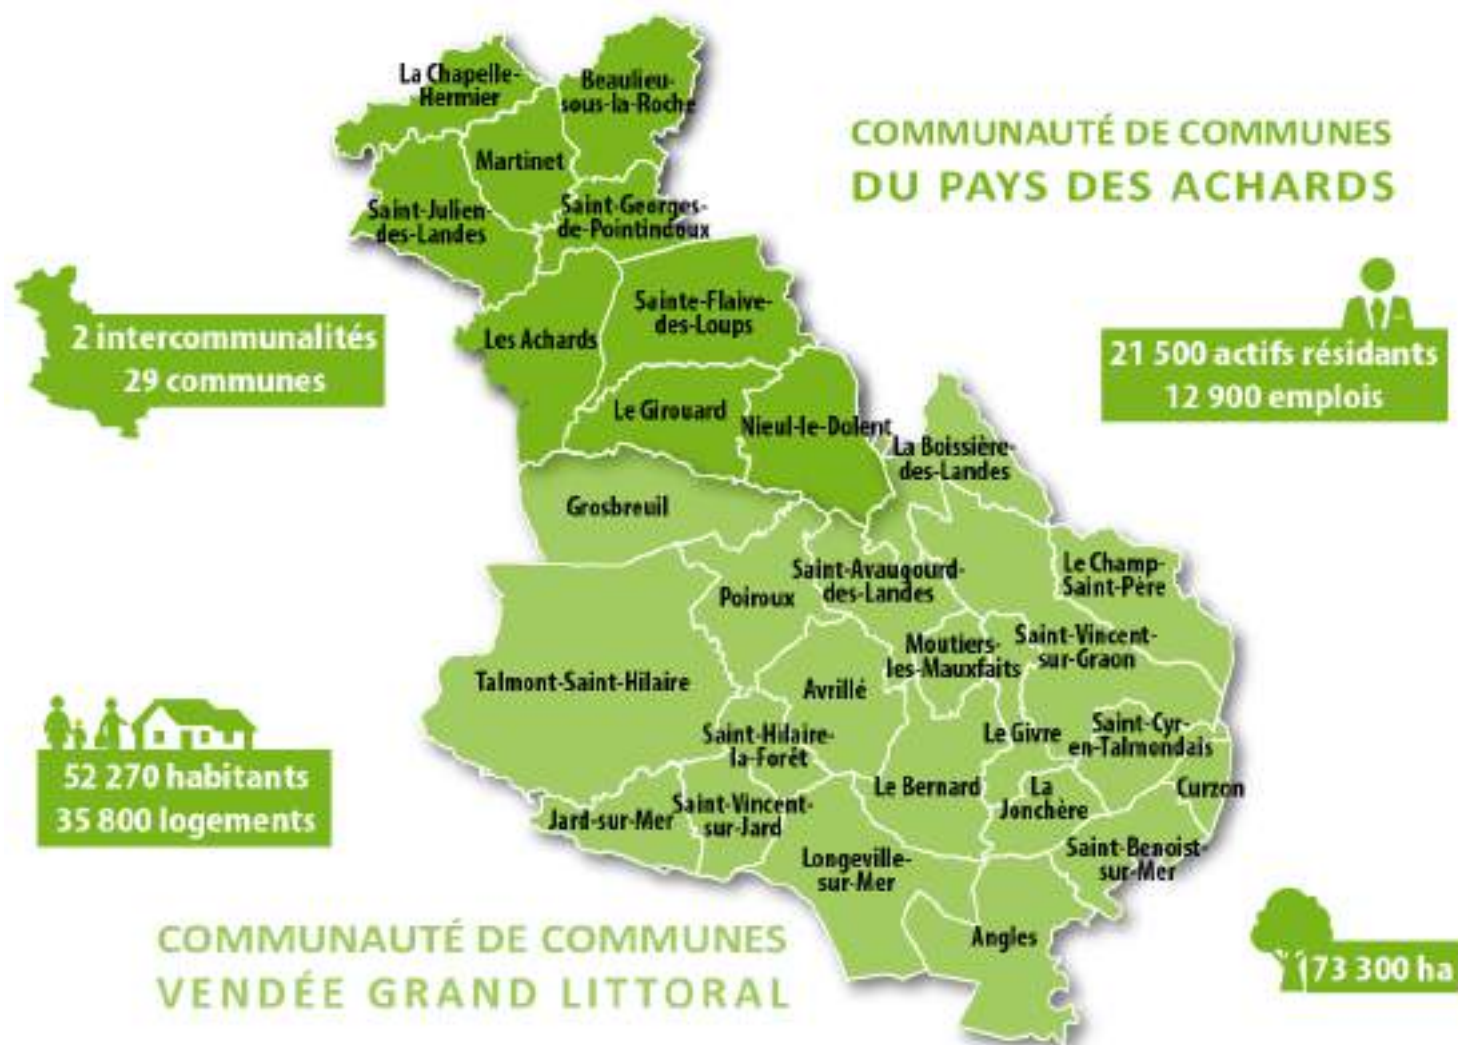 La Chapelle-
Hermier
Beaulieu-
sous-la-Roche
COMMUNAUTÉ DE COMMUNES
DU PAYS DES ACHARDS
Martinet
Saint-Julien-
des-Landes
Saint-Georges-
de-Pointindoux
2 intercommunalités
29 communes
Les Achards
Sainte-Flaive-
des-Loups
21 500 actifs résidants
12 900 emplois
Le Girouard
Nieul-le-Dolent
La Boissière-
des-Landes
Grosbreuil
Poiroux
Saint-Avaugourd-
des-Landes
Le Champ-
Saint-Père
Talmont-Saint-Hilaire
Avrillé
Moutiers-
les-Mauxfaits
Saint-Vincent-
sur-Graon
Saint-Hilaire-
la-Forêt
Le Givre
Saint-Cyr-
en-Talmondais
52 270 habitants
35 800 logements
Jard-sur-Mer
Saint-Vincent-
sur-Jard
Le Bernard
La
Jonchère
Curzon
Longeville-
sur-Mer
Saint-Benoist-
sur-Mer
Angles
COMMUNAUTÉ DE COMMUNES
VENDÉE GRAND LITTORAL
73 300 ha